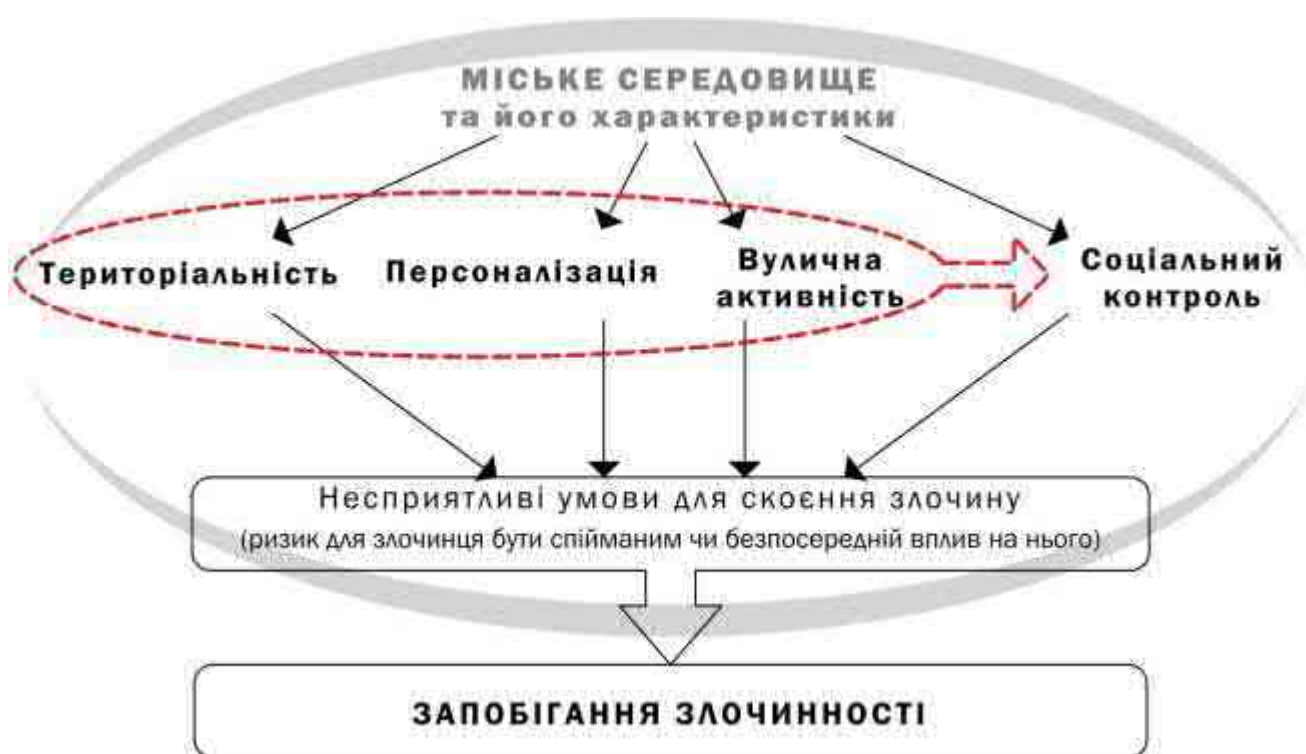 МІСЬКЕ СЕРЕДОВИЩЕ
та його характеристики
Територіальність
Персоналізація
Вулична
активність
Соціальний
контроль
Несприятливі умови для скоєння злочину
(ризик для злочинця бути спійманим чи безпосередній вплив на нього)
ЗАПОБІГАННЯ ЗЛОЧИННОСТІ